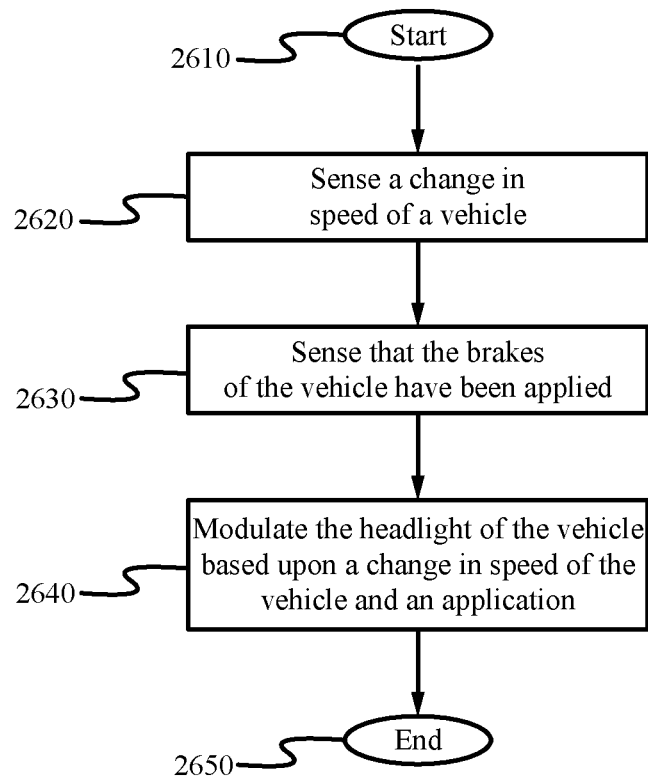 Start
2610
Sense a change in
speed of a vehicle
2620
Sense that the brakes
of the vehicle have been applied
2630
Modulate the headlight of the vehicle
based upon a change in speed of the
vehicle and an application
2640
End
2650